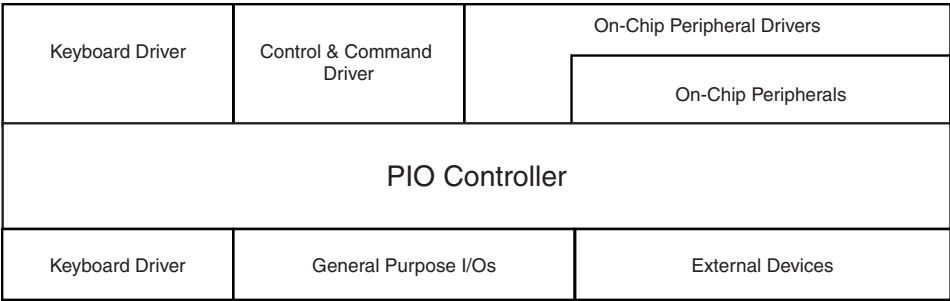 Keyboard Driver
Control & Command
Driver
On-Chip Peripheral Drivers
On-Chip Peripherals
PIO Controller
Keyboard Driver
General Purpose I/Os
External Devices